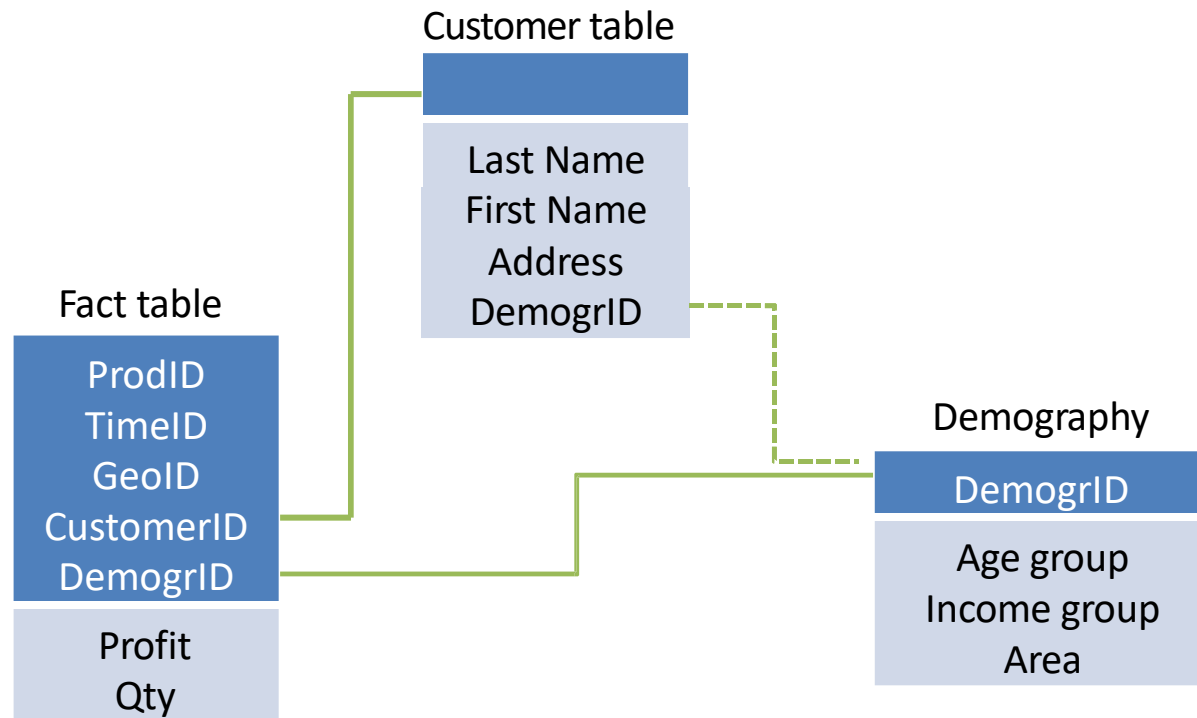 Customer table
Last Name
First Name
Address
DemogrID
Fact table
ProdID
TimeID
GeoID
CustomerID
DemogrID
Profit
Qty
Demography
DemogrID
Age group
Income group
Area